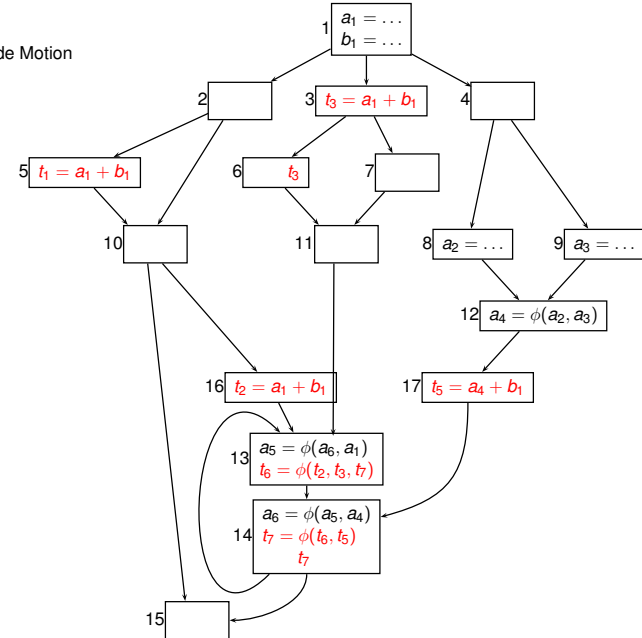 1 a₁ = …
b₁ = …
de Motion
2
3 t₃ = a₁ + b₁
4
5 t₁ = a₁ + b₁
6 t₃
7
10
11
8 a₂ = …
9 a₃ = …
12 a₄ = ϕ(a₂, a₃)
16 t₂ = a₁ + b₁
17 t₅ = a₄ + b₁
13 a₅ = ϕ(a₆, a₁)
t₆ = ϕ(t₂, t₃, t₇)
14 a₆ = ϕ(a₅, a₄)
t₇ = ϕ(t₆, t₅)
t₇
15